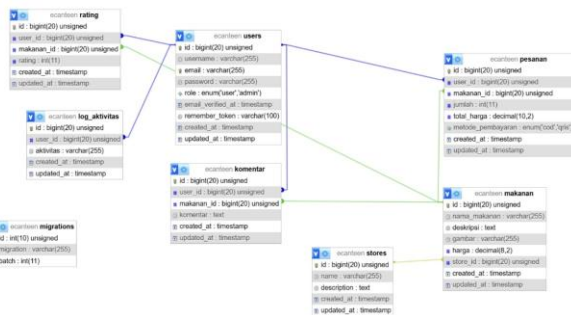 ecanteen rating
id : bigint(20) unsigned
user_id : bigint(20) unsigned
makanan_id : bigint(20) unsigned
rating : int(11)
created_at : timestamp
updated_at : timestamp
ecanteen users
id : bigint(20) unsigned
username : varchar(255)
email : varchar(255)
password : varchar(255)
role : enum('user','admin')
email_verified_at : timestamp
remember_token : varchar(100)
created_at : timestamp
updated_at : timestamp
ecanteen pesanan
id : bigint(20) unsigned
user_id : bigint(20) unsigned
makanan_id : bigint(20) unsigned
jumlah : int(11)
total_harga : decimal(10,2)
metode_pembayaran : enum('cod','qris'
created_at : timestamp
updated_at : timestamp
ecanteen log_aktivitas
id : bigint(20) unsigned
user_id : bigint(20) unsigned
aktivitas : varchar(255)
created_at : timestamp
updated_at : timestamp
ecanteen komentar
id : bigint(20) unsigned
user_id : bigint(20) unsigned
makanan_id : bigint(20) unsigned
komentar : text
created_at : timestamp
updated_at : timestamp
ecanteen makanan
id : bigint(20) unsigned
nama_makanan : varchar(255)
deskripsi : text
gambar : varchar(255)
harga : decimal(8,2)
store_id : bigint(20) unsigned
created_at : timestamp
updated_at : timestamp
ecanteen migrations
id : int(10) unsigned
migration : varchar(255)
batch : int(11)
ecanteen stores
id : bigint(20) unsigned
name : varchar(255)
description : text
created_at : timestamp
updated_at : timestamp